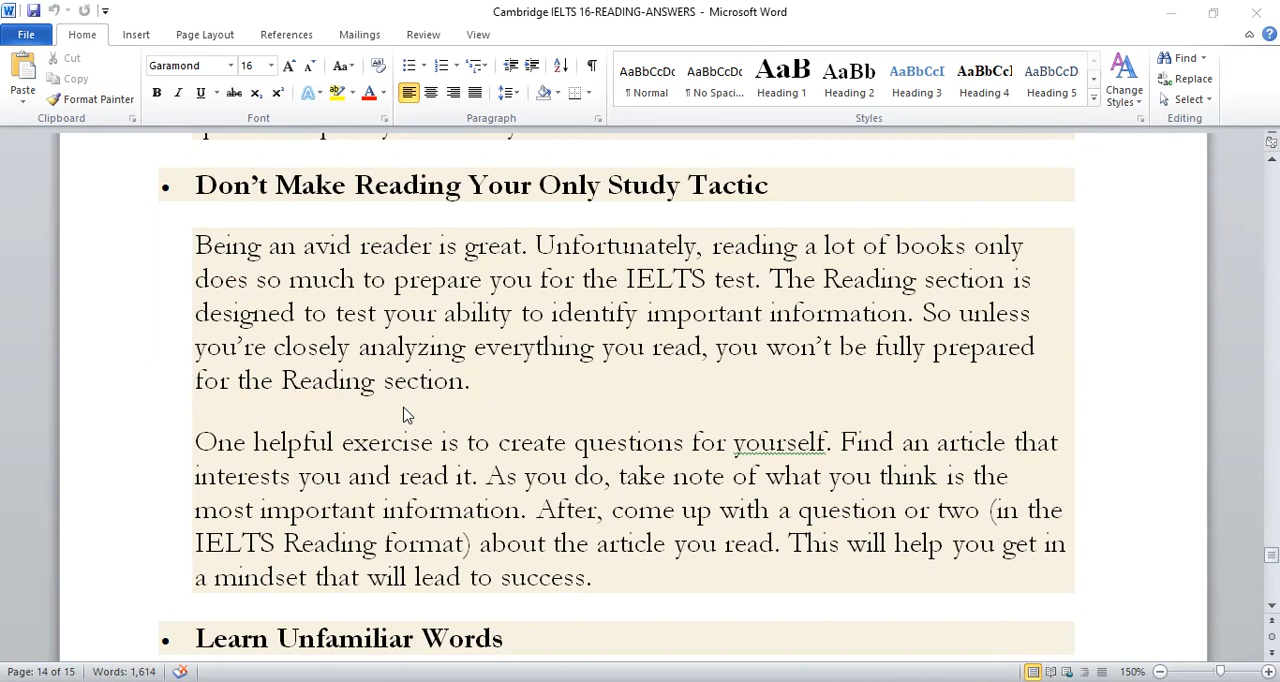 Cambridge IELTS 16-READING-ANSWERS - Microsoft Word
File Home Insert Page Layout References Mailings Review View
Paste
Cut
Copy
Format Painter
Clipboard
Garamond 16
Font
Paragraph
AaBbCcDc AaBbCcDc AaB AaBb AaBbCcI AaBbCcI AaBbCcD
¶ Normal ¶ No Spaci... Heading 1 Heading 2 Heading 3 Heading 4 Heading 5
Styles
Change Styles
Find
Replace
Select
Editing
• Don’t Make Reading Your Only Study Tactic
Being an avid reader is great. Unfortunately, reading a lot of books only
does so much to prepare you for the IELTS test. The Reading section is
designed to test your ability to identify important information. So unless
you’re closely analyzing everything you read, you won’t be fully prepared
for the Reading section.
One helpful exercise is to create questions for yourself. Find an article that
interests you and read it. As you do, take note of what you think is the
most important information. After, come up with a question or two (in the
IELTS Reading format) about the article you read. This will help you get in
a mindset that will lead to success.
• Learn Unfamiliar Words
Page: 14 of 15 Words: 1,614 150%